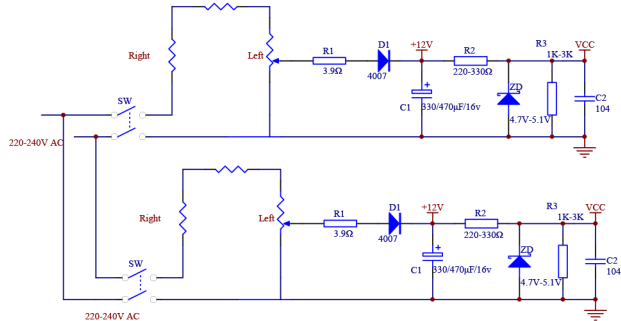 D1
+12V
R3
VCC
Right
Left
R1
R2
1K-3K
3.9Ω
4007
220-330Ω
ZD
C2
SW
C1
330/470μF/16v
104
4.7V-5.1V
220-240V AC
D1
+12V
R3
VCC
Right
Left
R1
R2
1K-3K
3.9Ω
4007
220-330Ω
ZD
SW
C1
330/470μF/16v
C2
104
4.7V-5.1V
220-240V AC